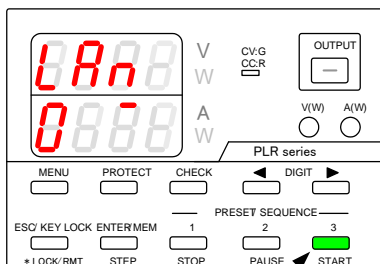 LAn
V
W
0
A
W
CV:G
CC:R
OUTPUT
V(W) A(W)
PLR series
MENU PROTECT CHECK ◀ DIGIT ▶
PRESET/ SEQUENCE
ESC/ KEY LOCK ENTER/MEM 1 2 3
*LOCK/RMT STEP STOP PAUSE START